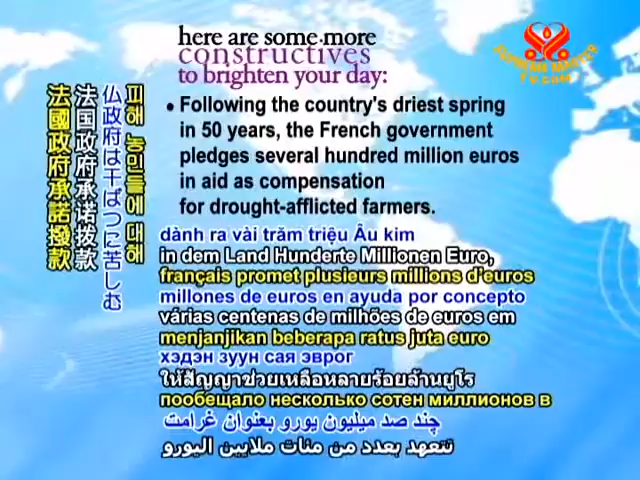 here are some more
constructives
to brighten your day:
SUPREME MASTER
TV.COM
• Following the country's driest spring
in 50 years, the French government
pledges several hundred million euros
in aid as compensation
for drought-afflicted farmers.
法國政府承諾撥款
法国政府承诺拨款
仏政府は干ばつに苦しむ
피해 농민들에 대해
dành ra vài trăm triệu Âu kim
in dem Land Hunderte Millionen Euro,
français promet plusieurs millions d'euros
millones de euros en ayuda por concepto
várias centenas de milhões de euros em
menjanjikan beberapa ratus juta euro
хэдэн зуун сая эврог
ให้สัญญาช่วยเหลือหลายร้อยล้านยูโร
пообещало несколько сотен миллионов в
چند صد میلیون یورو بعنوان غرامت
تتعهد بعدد من مئات ملايين اليورو